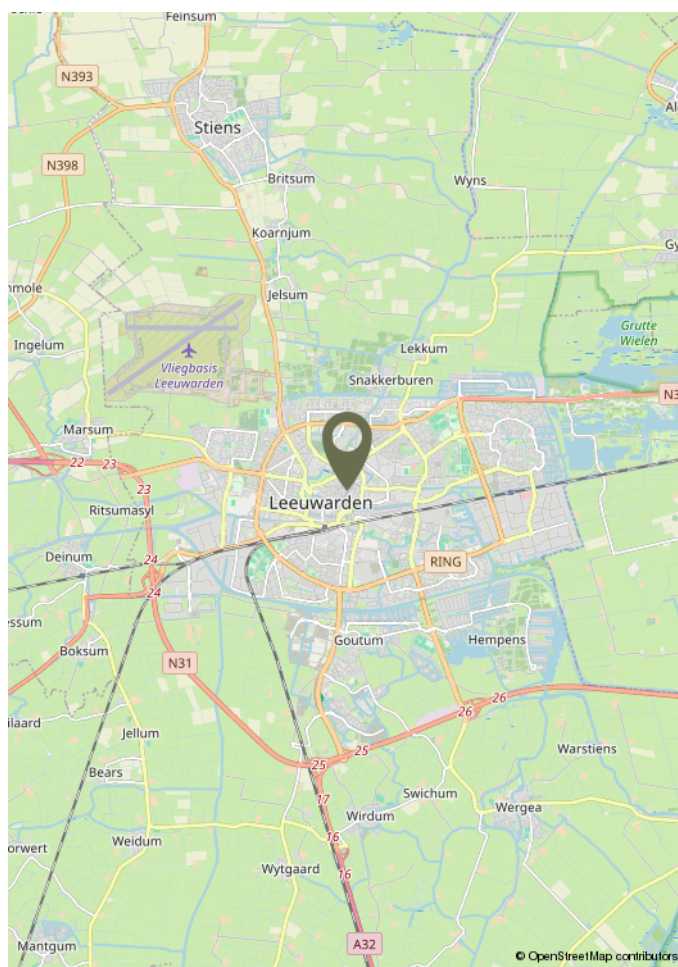 Feinsum
N393
Stiens
N398
Britsum
Wyns
Koarnjum
Jelsum
Ingelum
Vliegbasis
Leeuwarden
Grutte
Wielen
Lekkum
Snakkerburen
Marsum
22
23
23
Leeuwarden
Ritsumasyl
Deinum
24
24
RING
Goutum
Hempens
Boksum
N31
26
26
Jellum
25
25
Warstiens
Bears
17
Swichum
Wergea
Wirdum
16
Weidum
Wytgaard
16
Mantgum
A32
© OpenStreetMap contributors